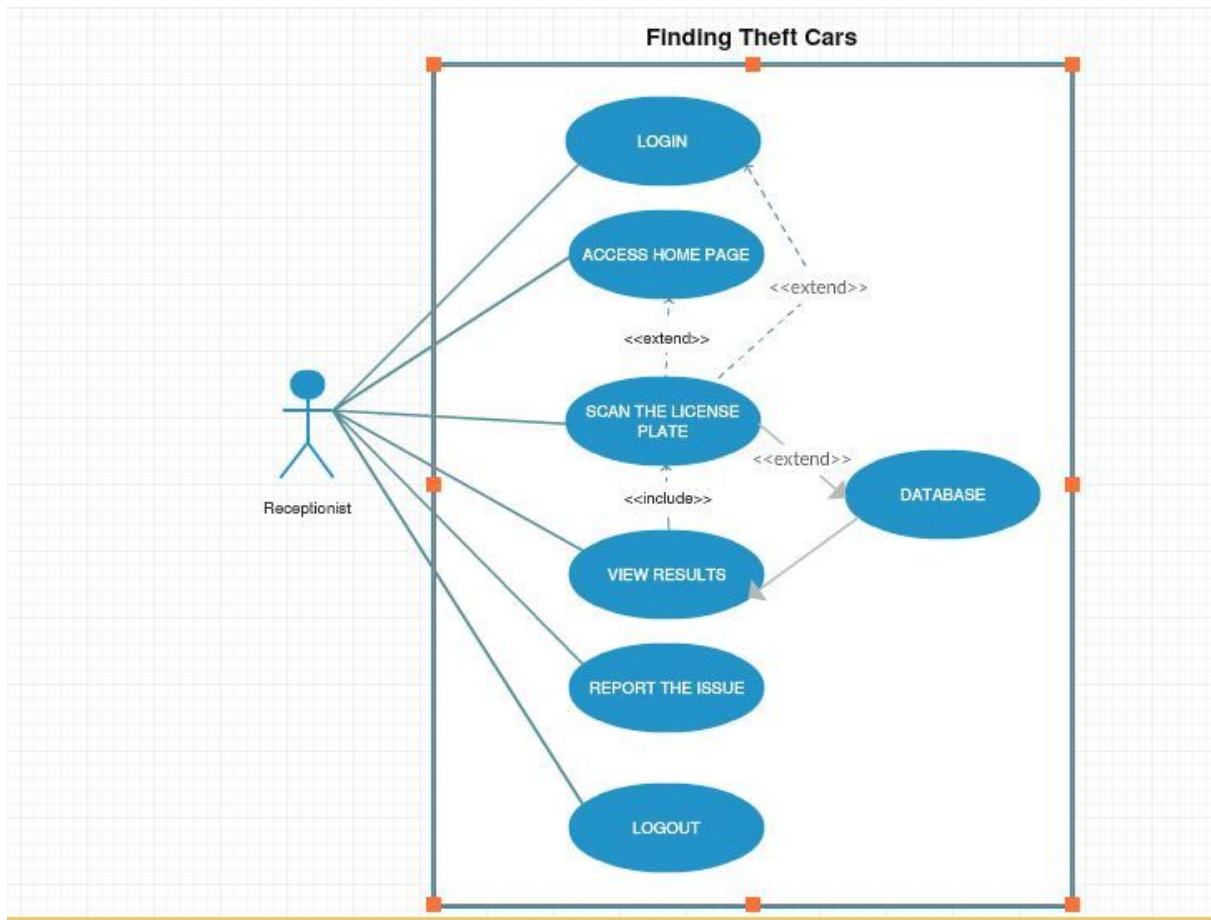 Finding Theft Cars
LOGIN
ACCESS HOME PAGE
<<extend>>
<<extend>>
SCAN THE LICENSE
PLATE
<<extend>>
DATABASE
<<include>>
Receptionist
VIEW RESULTS
REPORT THE ISSUE
LOGOUT